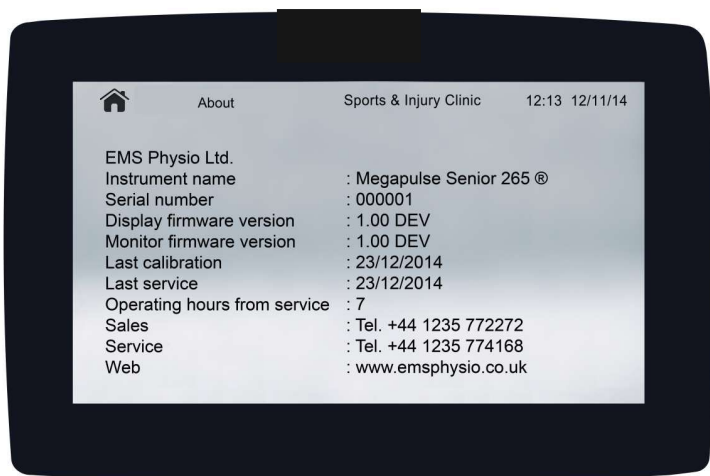 About Sports & Injury Clinic 12:13 12/11/14
EMS Physio Ltd.
Instrument name : Megapulse Senior 265 ®
Serial number : 000001
Display firmware version : 1.00 DEV
Monitor firmware version : 1.00 DEV
Last calibration : 23/12/2014
Last service : 23/12/2014
Operating hours from service : 7
Sales : Tel. +44 1235 772272
Service : Tel. +44 1235 774168
Web : www.emsphysio.co.uk